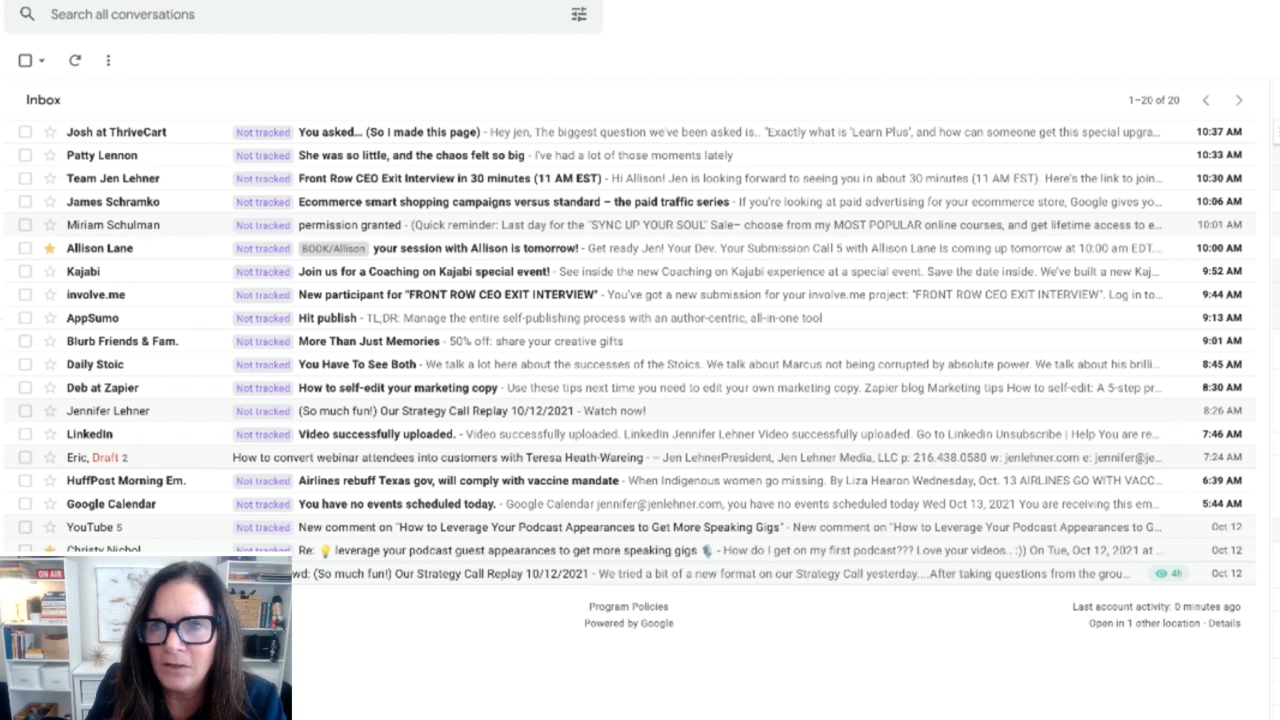 Search all conversations
Inbox
1–20 of 20
Josh at ThriveCart Not tracked You asked... (So I made this page) - Hey jen, The biggest question we've been asked is.. "Exactly what is 'Learn Plus', and how can someone get this special upgra... 10:37 AM
Patty Lennon Not tracked She was so little, and the chaos felt so big - I've had a lot of those moments lately 10:33 AM
Team Jen Lehner Not tracked Front Row CEO Exit Interview in 30 minutes (11 AM EST) - Hi Allison! Jen is looking forward to seeing you in about 30 minutes (11 AM EST). Here's the link to join... 10:30 AM
James Schramko Not tracked Ecommerce smart shopping campaigns versus standard – the paid traffic series - If you're looking at paid advertising for your ecommerce store, Google gives yo... 10:06 AM
Miriam Schulman Not tracked permission granted - (Quick reminder: Last day for the "SYNC UP YOUR SOUL" Sale– choose from my MOST POPULAR online courses, and get lifetime access to e... 10:01 AM
Allison Lane Not tracked BOOK/Allison your session with Allison is tomorrow! - Get ready Jen! Your Dev. Your Submission Call 5 with Allison Lane is coming up tomorrow at 10:00 am EDT.... 10:00 AM
Kajabi Not tracked Join us for a Coaching on Kajabi special event! - See inside the new Coaching on Kajabi experience at a special event. Save the date inside. We've built a new Kaj... 9:52 AM
involve.me Not tracked New participant for "FRONT ROW CEO EXIT INTERVIEW" - You've got a new submission for your involve.me project: "FRONT ROW CEO EXIT INTERVIEW". Log in to... 9:44 AM
AppSumo Not tracked Hit publish - TL;DR: Manage the entire self-publishing process with an author-centric, all-in-one tool 9:13 AM
Blurb Friends & Fam. Not tracked More Than Just Memories - 50% off: share your creative gifts 9:01 AM
Daily Stoic Not tracked You Have To See Both - We talk a lot here about the successes of the Stoics. We talk about Marcus not being corrupted by absolute power. We talk about his brilli... 8:45 AM
Deb at Zapier Not tracked How to self-edit your marketing copy - Use these tips next time you need to edit your own marketing copy. Zapier blog Marketing tips How to self-edit: A 5-step pr... 8:30 AM
Jennifer Lehner Not tracked (So much fun!) Our Strategy Call Replay 10/12/2021 - Watch now! 8:26 AM
LinkedIn Not tracked Video successfully uploaded. - Video successfully uploaded. LinkedIn Jennifer Lehner Video successfully uploaded. Go to Linkedin Unsubscribe | Help You are re... 7:46 AM
Eric, Draft 2 How to convert webinar attendees into customers with Teresa Heath-Wareing - -- Jen LehnerPresident, Jen Lehner Media, LLC p: 216.438.0580 w: jenlehner.com e: jennifer@je... 7:24 AM
HuffPost Morning Em. Not tracked Airlines rebuff Texas gov, will comply with vaccine mandate - When Indigenous women go missing. By Liza Hearon Wednesday, Oct. 13 AIRLINES GO WITH VACC... 6:39 AM
Google Calendar Not tracked You have no events scheduled today. - Google Calendar jennifer@jenlehner.com, you have no events scheduled today Wed Oct 13, 2021 You are receiving this em... 5:44 AM
YouTube 5 Not tracked New comment on "How to Leverage Your Podcast Appearances to Get More Speaking Gigs" - New comment on "How to Leverage Your Podcast Appearances to G... Oct 12
Christy Nichol Not tracked Re: 💡 leverage your podcast guest appearances to get more speaking gigs 🎙️ - How do I get on my first podcast??? Love your videos.. :)) On Tue, Oct 12, 2021 at ... Oct 12
wd: (So much fun!) Our Strategy Call Replay 10/12/2021 - We tried a bit of a new format on our Strategy Call yesterday....After taking questions from the grou... 4h Oct 12
Program Policies
Powered by Google
Last account activity: 0 minutes ago
Open in 1 other location · Details
ON AIR